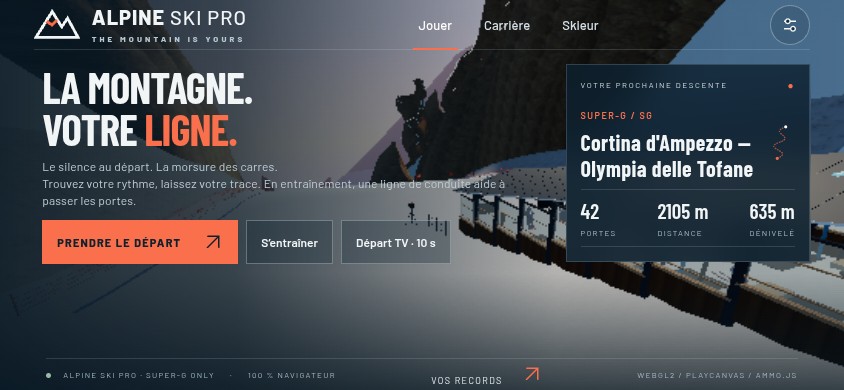 ALPINE SKI PRO
THE MOUNTAIN IS YOURS
Jouer
Carrière
Skieur
LA MONTAGNE.
VOTRE LIGNE.
Le silence au départ. La morsure des carres.
Trouvez votre rythme, laissez votre trace. En entraînement, une ligne de conduite aide à
passer les portes.
PRENDRE LE DÉPART
S'entraîner
Départ TV · 10 s
VOTRE PROCHAINE DESCENTE
SUPER-G / SG
Cortina d'Ampezzo —
Olympia delle Tofane
42
2105 m
635 m
PORTES
DISTANCE
DÉNIVELÉ
ALPINE SKI PRO · SUPER-G ONLY · 100 % NAVIGATEUR
VOS RECORDS
WEBGL2 / PLAYCANVAS / AMMO.JS